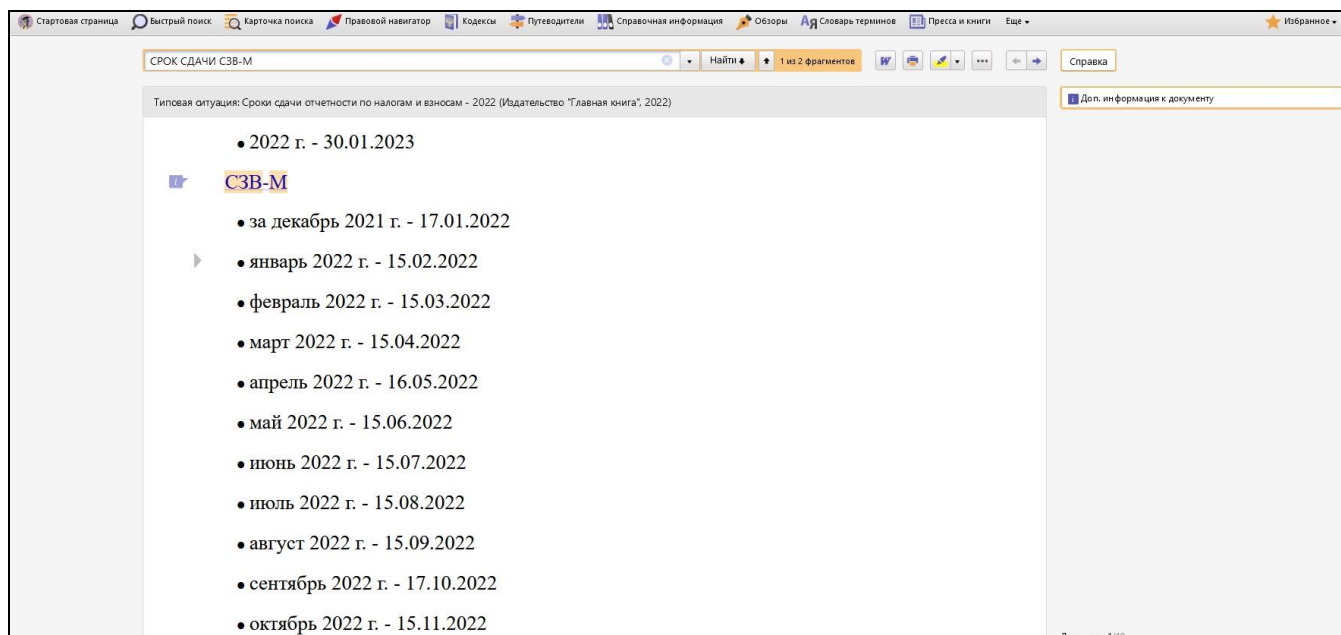 Стартовая страница Быстрый поиск Карточка поиска Правовой навигатор Кодексы Путеводители Справочная информация Обзоры Словарь терминов Пресса и книги Еще Избранное
СРОК СДАЧИ СЗВ-М Найти 1 из 2 фрагментов Справка
Типовая ситуация: Сроки сдачи отчетности по налогам и взносам - 2022 (Издательство "Главная книга", 2022)
Доп. информация к документу
• 2022 г. - 30.01.2023
СЗВ-М
• за декабрь 2021 г. - 17.01.2022
• январь 2022 г. - 15.02.2022
• февраль 2022 г. - 15.03.2022
• март 2022 г. - 15.04.2022
• апрель 2022 г. - 16.05.2022
• май 2022 г. - 15.06.2022
• июнь 2022 г. - 15.07.2022
• июль 2022 г. - 15.08.2022
• август 2022 г. - 15.09.2022
• сентябрь 2022 г. - 17.10.2022
• октябрь 2022 г. - 15.11.2022